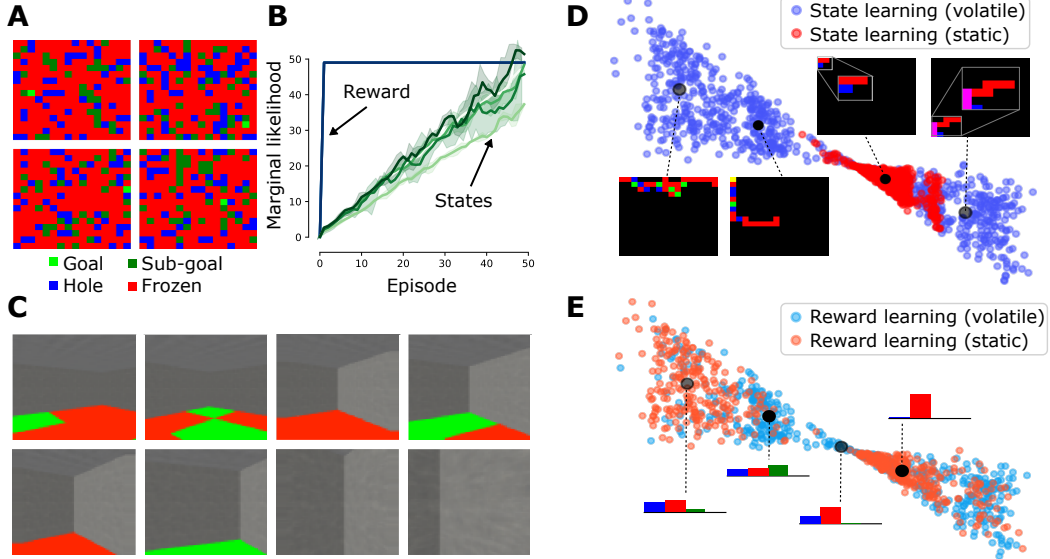 A
Goal
Sub-goal
Hole
Frozen
B
Marginal likelihood
50
40
30
20
10
0
Reward
States
0
10
20
30
40
50
Episode
C
D
State learning (volatile)
State learning (static)
E
Reward learning (volatile)
Reward learning (static)